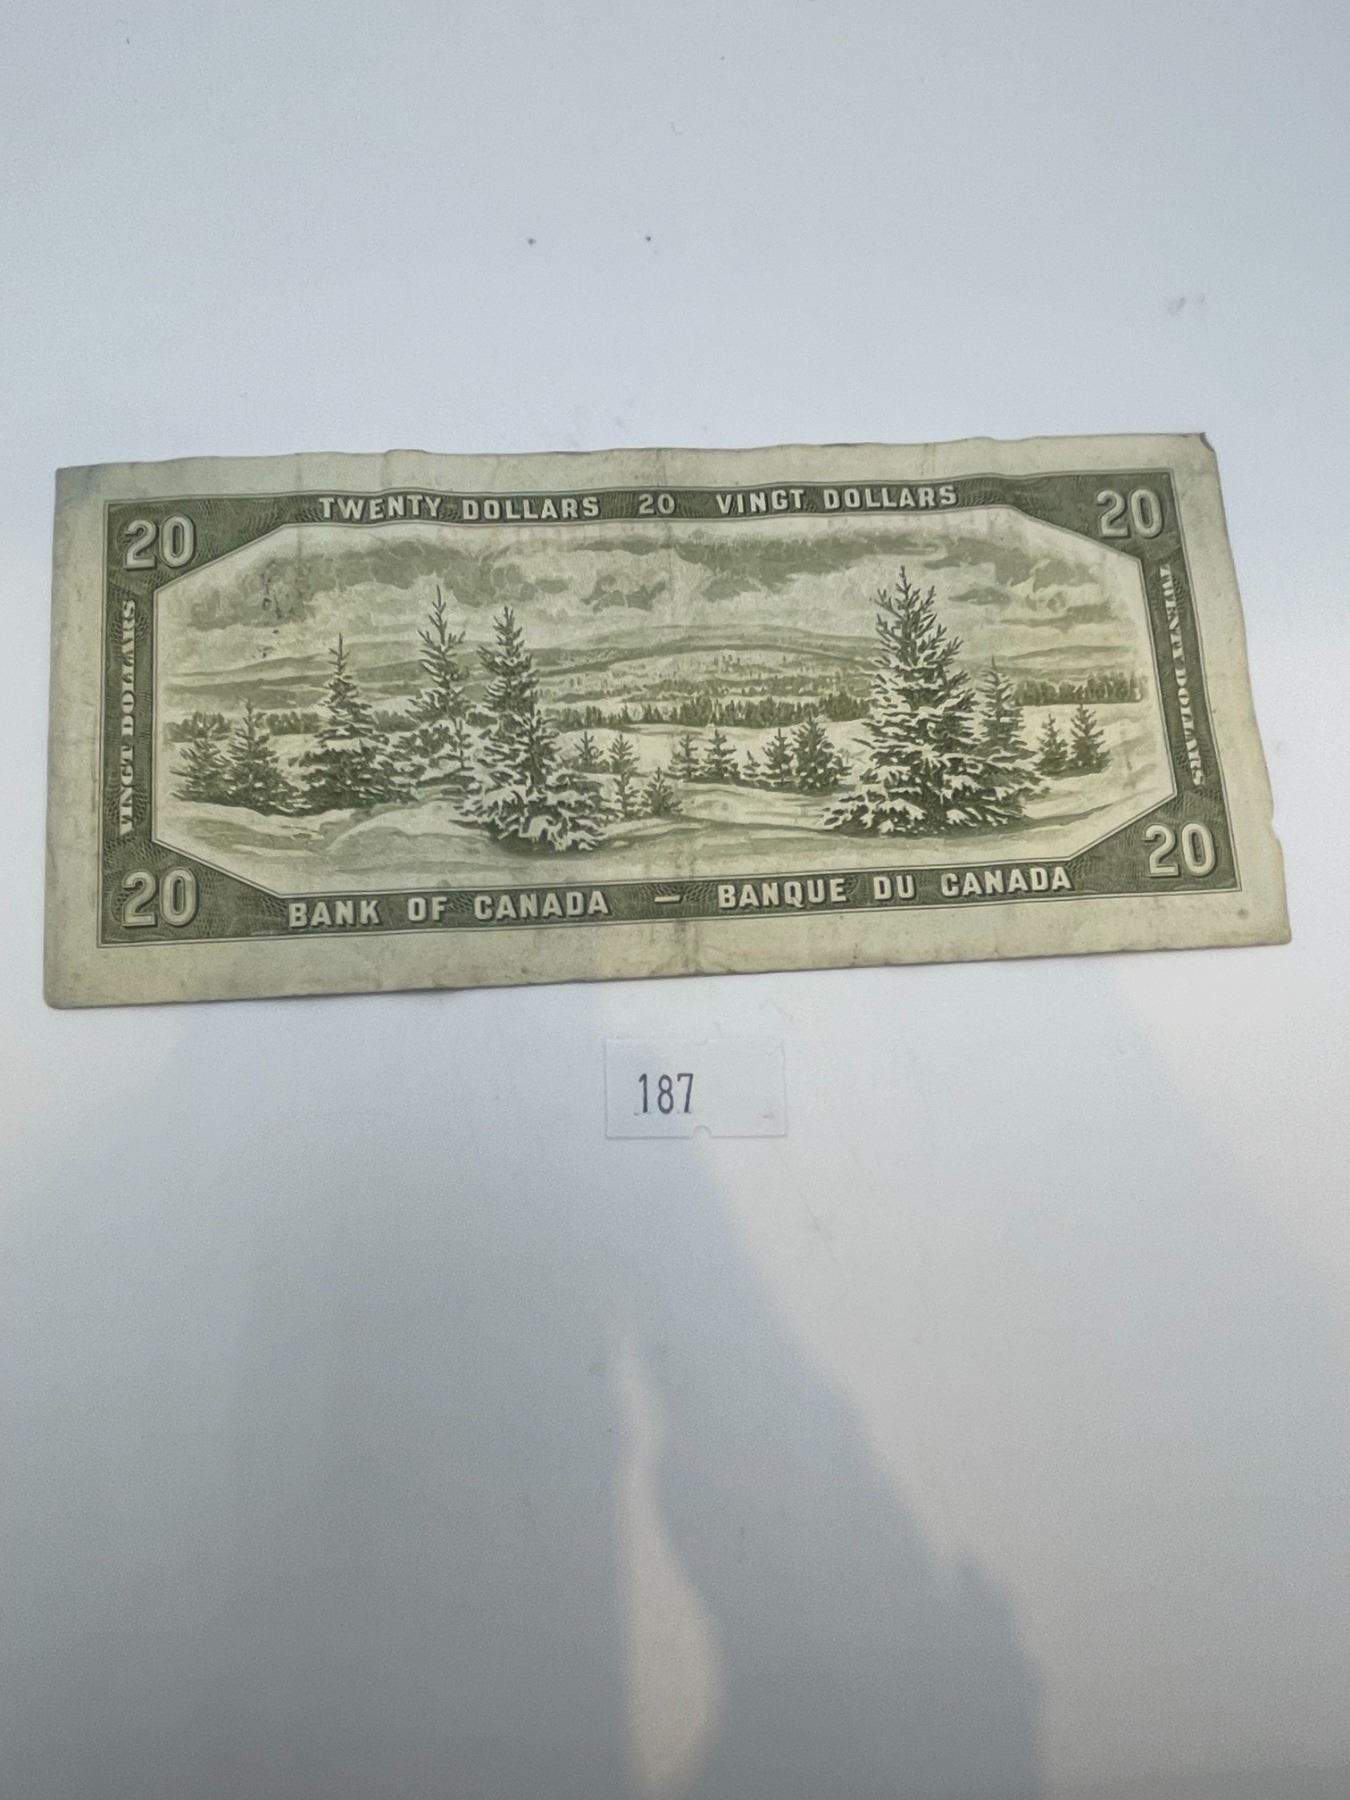 TWENTY DOLLARS 20 VINGT DOLLARS
20
20
VINGT DOLLARS
TWENTY DOLLARS
20
20
BANK OF CANADA — BANQUE DU CANADA
187